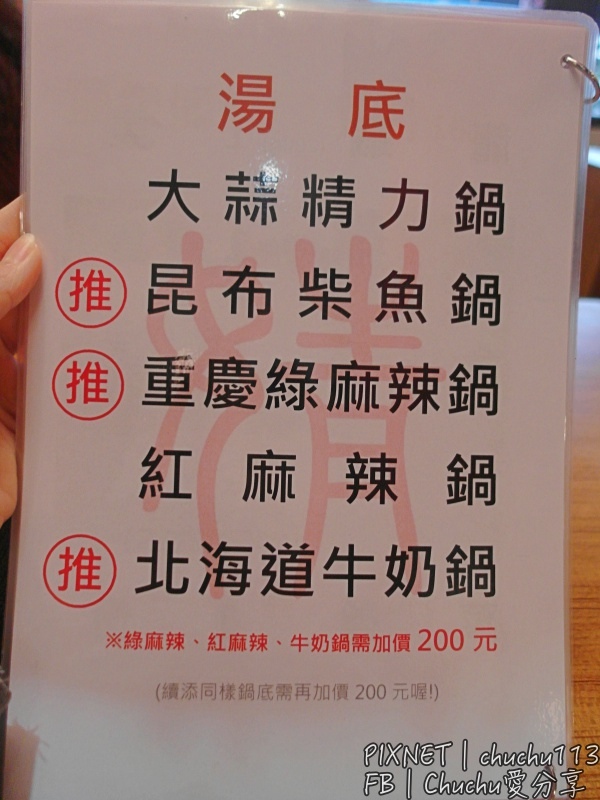 湯底
大蒜精力鍋
推 昆布柴魚鍋
推 重慶綠麻辣鍋
紅麻辣鍋
推 北海道牛奶鍋
※綠麻辣、紅麻辣、牛奶鍋需加價 200 元
(續添同樣鍋底需再加價 200 元喔!)
PIXNET | chuchu113
FB | Chuchu愛分享